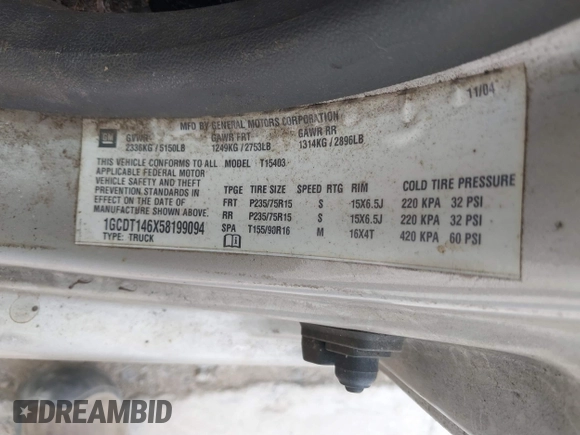 MFD BY GENERAL MOTORS CORPORATION 11/04
GM GVWR GAWR FRT GAWR RR
2336KG / 5150LB 1249KG / 2753LB 1314KG / 2896LB
THIS VEHICLE CONFORMS TO ALL MODEL T15403
APPLICABLE FEDERAL MOTOR
VEHICLE SAFETY AND THEFT
PREVENTION STANDARDS IN
EFFECT ON THE DATE OF
MANUFACTURE SHOWN ABOVE.
1GCDT146X58199094
TYPE: TRUCK
TPGE TIRE SIZE SPEED RTG RIM COLD TIRE PRESSURE
FRT P235/75R15 S 15X6.5J 220 KPA 32 PSI
RR P235/75R15 S 15X6.5J 220 KPA 32 PSI
SPA T155/90R16 M 16X4T 420 KPA 60 PSI
DREAMBID